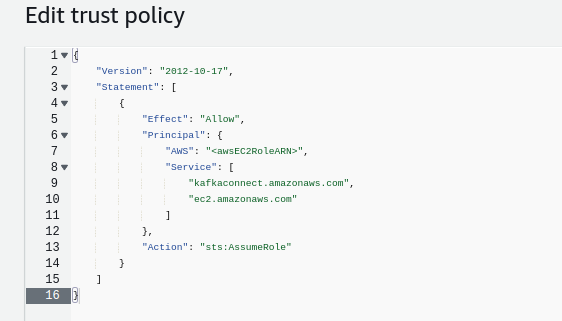 Edit trust policy
1 {
2 "Version": "2012-10-17",
3 "Statement": [
4 {
5 "Effect": "Allow",
6 "Principal": {
7 "AWS": "<awsEC2RoleARN>",
8 "Service": [
9 "kafkaconnect.amazonaws.com",
10 "ec2.amazonaws.com"
11 ]
12 },
13 "Action": "sts:AssumeRole"
14 }
15 ]
16 }